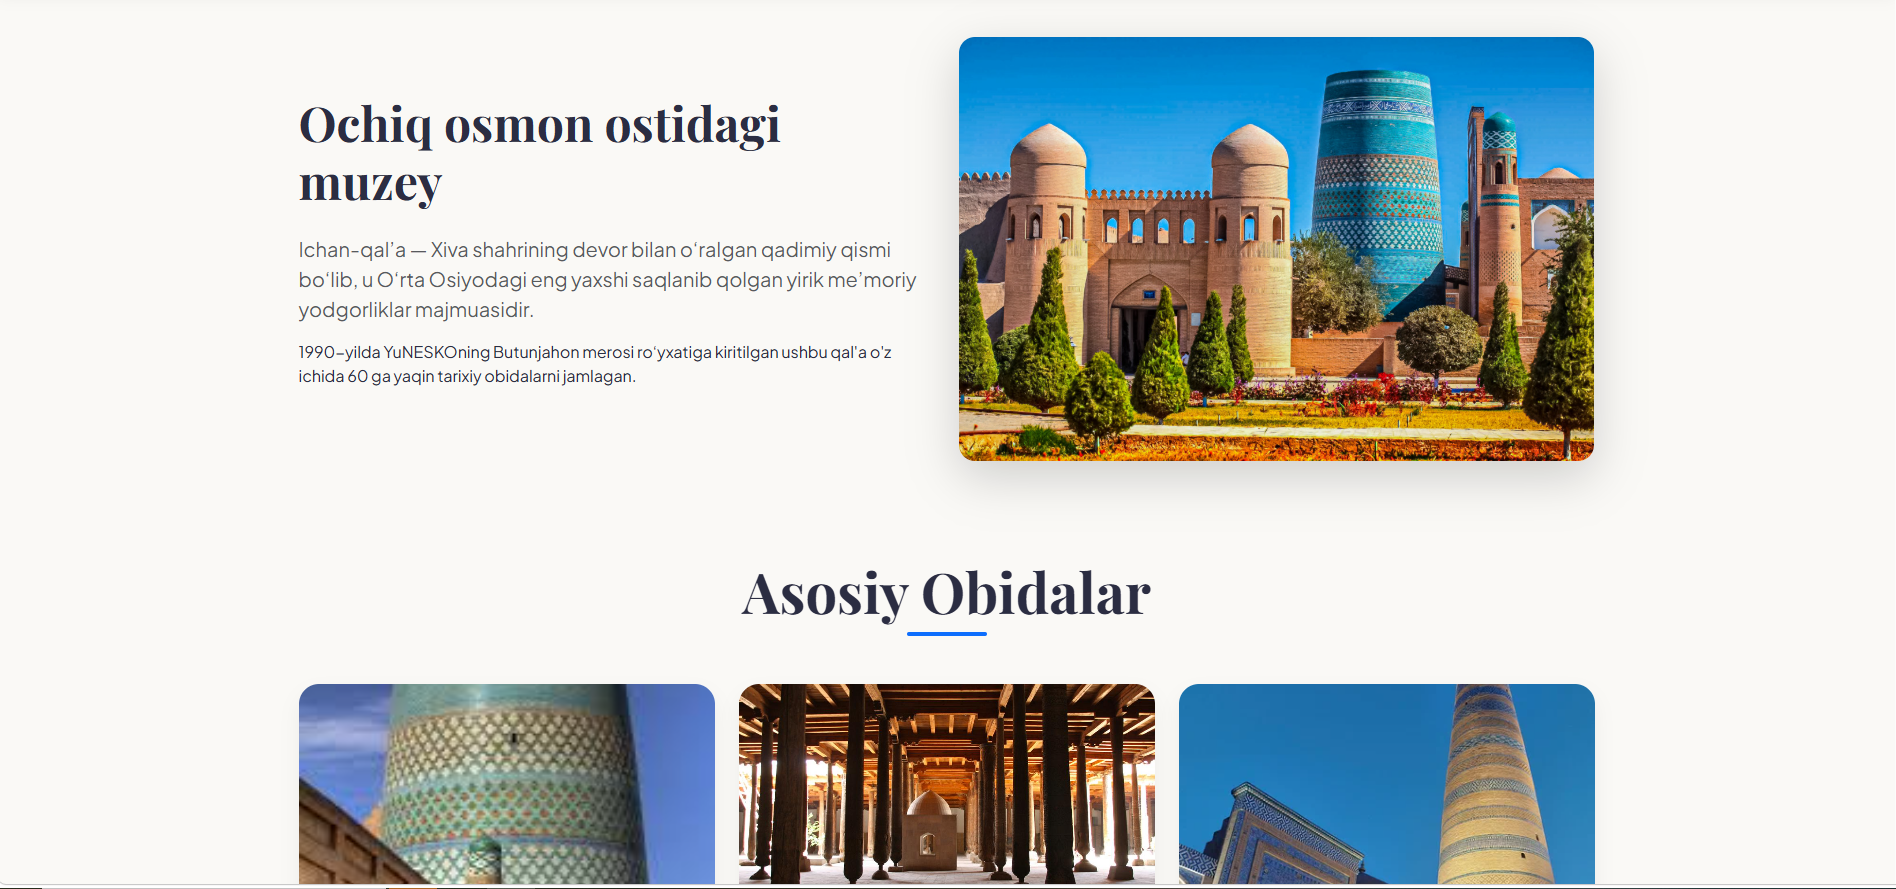 Ochiq osmon ostidagi
muzey
Ichan-qal’a — Xiva shahrining devor bilan o‘ralgan qadimiy qismi
bo‘lib, u O‘rta Osiyodagi eng yaxshi saqlanib qolgan yirik me’moriy
yodgorliklar majmuasidir.
1990-yilda YuNESKOning Butunjahon merosi ro‘yxatiga kiritilgan ushbu qal'a o'z
ichida 60 ga yaqin tarixiy obidalarni jamlagan.
Asosiy Obidalar